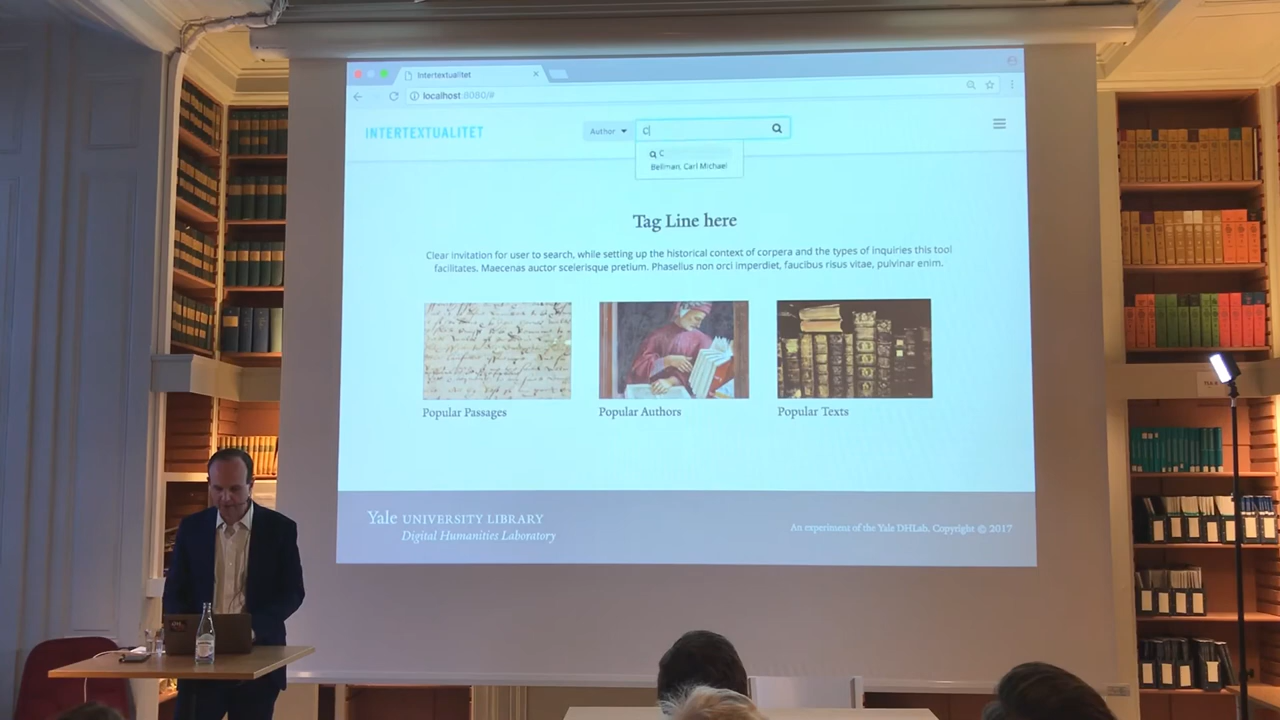 Intertextualitet
localhost:8080/#
INTERTEXTUALITET
Author
C
C
Bellman, Carl Michael
Tag Line here
Clear invitation for user to search, while setting up the historical context of corpera and the types of inquiries this tool
facilitates. Maecenas auctor scelerisque pretium. Phasellus non orci imperdiet, faucibus risus vitae, pulvinar enim.
Popular Passages
Popular Authors
Popular Texts
Yale UNIVERSITY LIBRARY
Digital Humanities Laboratory
An experiment of the Yale DHLab. Copyright © 2017